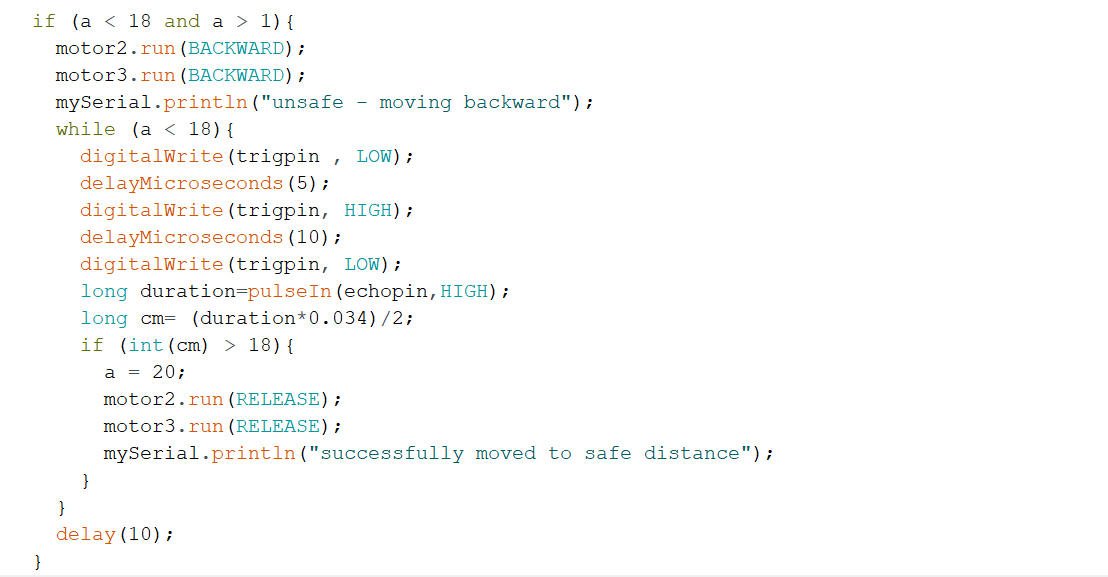 if (a < 18 and a > 1){
motor2.run(BACKWARD);
motor3.run(BACKWARD);
mySerial.println("unsafe - moving backward");
while (a < 18){
digitalWrite(trigpin , LOW);
delayMicroseconds(5);
digitalWrite(trigpin, HIGH);
delayMicroseconds(10);
digitalWrite(trigpin, LOW);
long duration=pulseIn(echopin,HIGH);
long cm= (duration*0.034)/2;
if (int(cm) > 18){
a = 20;
motor2.run(RELEASE);
motor3.run(RELEASE);
mySerial.println("successfully moved to safe distance");
}
}
delay(10);
}